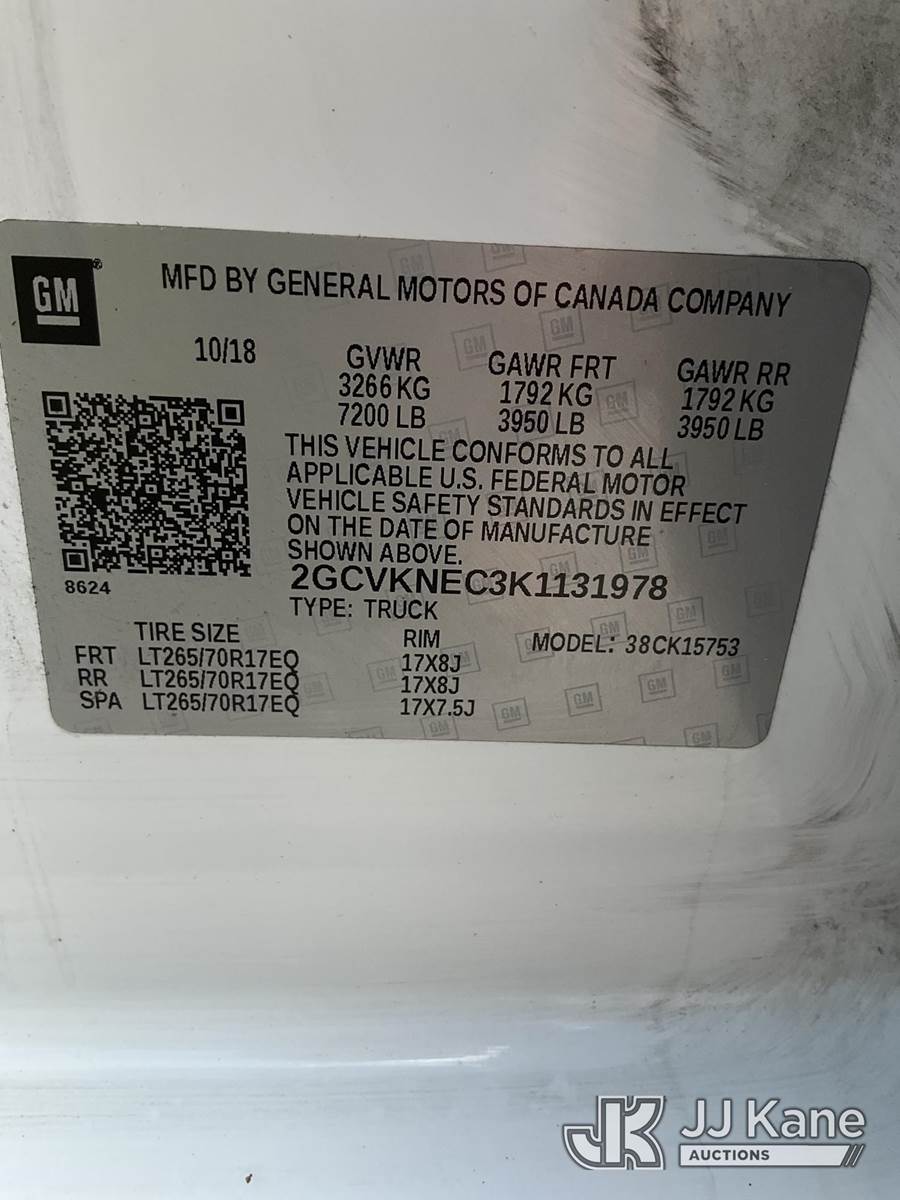 GM
MFD BY GENERAL MOTORS OF CANADA COMPANY
10/18
GVWR
3266 KG
7200 LB
GAWR FRT
1792 KG
3950 LB
GAWR RR
1792 KG
3950 LB
THIS VEHICLE CONFORMS TO ALL
APPLICABLE U.S. FEDERAL MOTOR
VEHICLE SAFETY STANDARDS IN EFFECT
ON THE DATE OF MANUFACTURE
SHOWN ABOVE.
8624
2GCVKNEC3K1131978
TYPE: TRUCK
TIRE SIZE RIM MODEL: 38CK15753
FRT LT265/70R17EQ 17X8J
RR LT265/70R17EQ 17X8J
SPA LT265/70R17EQ 17X7.5J
JK JJ Kane
AUCTIONS